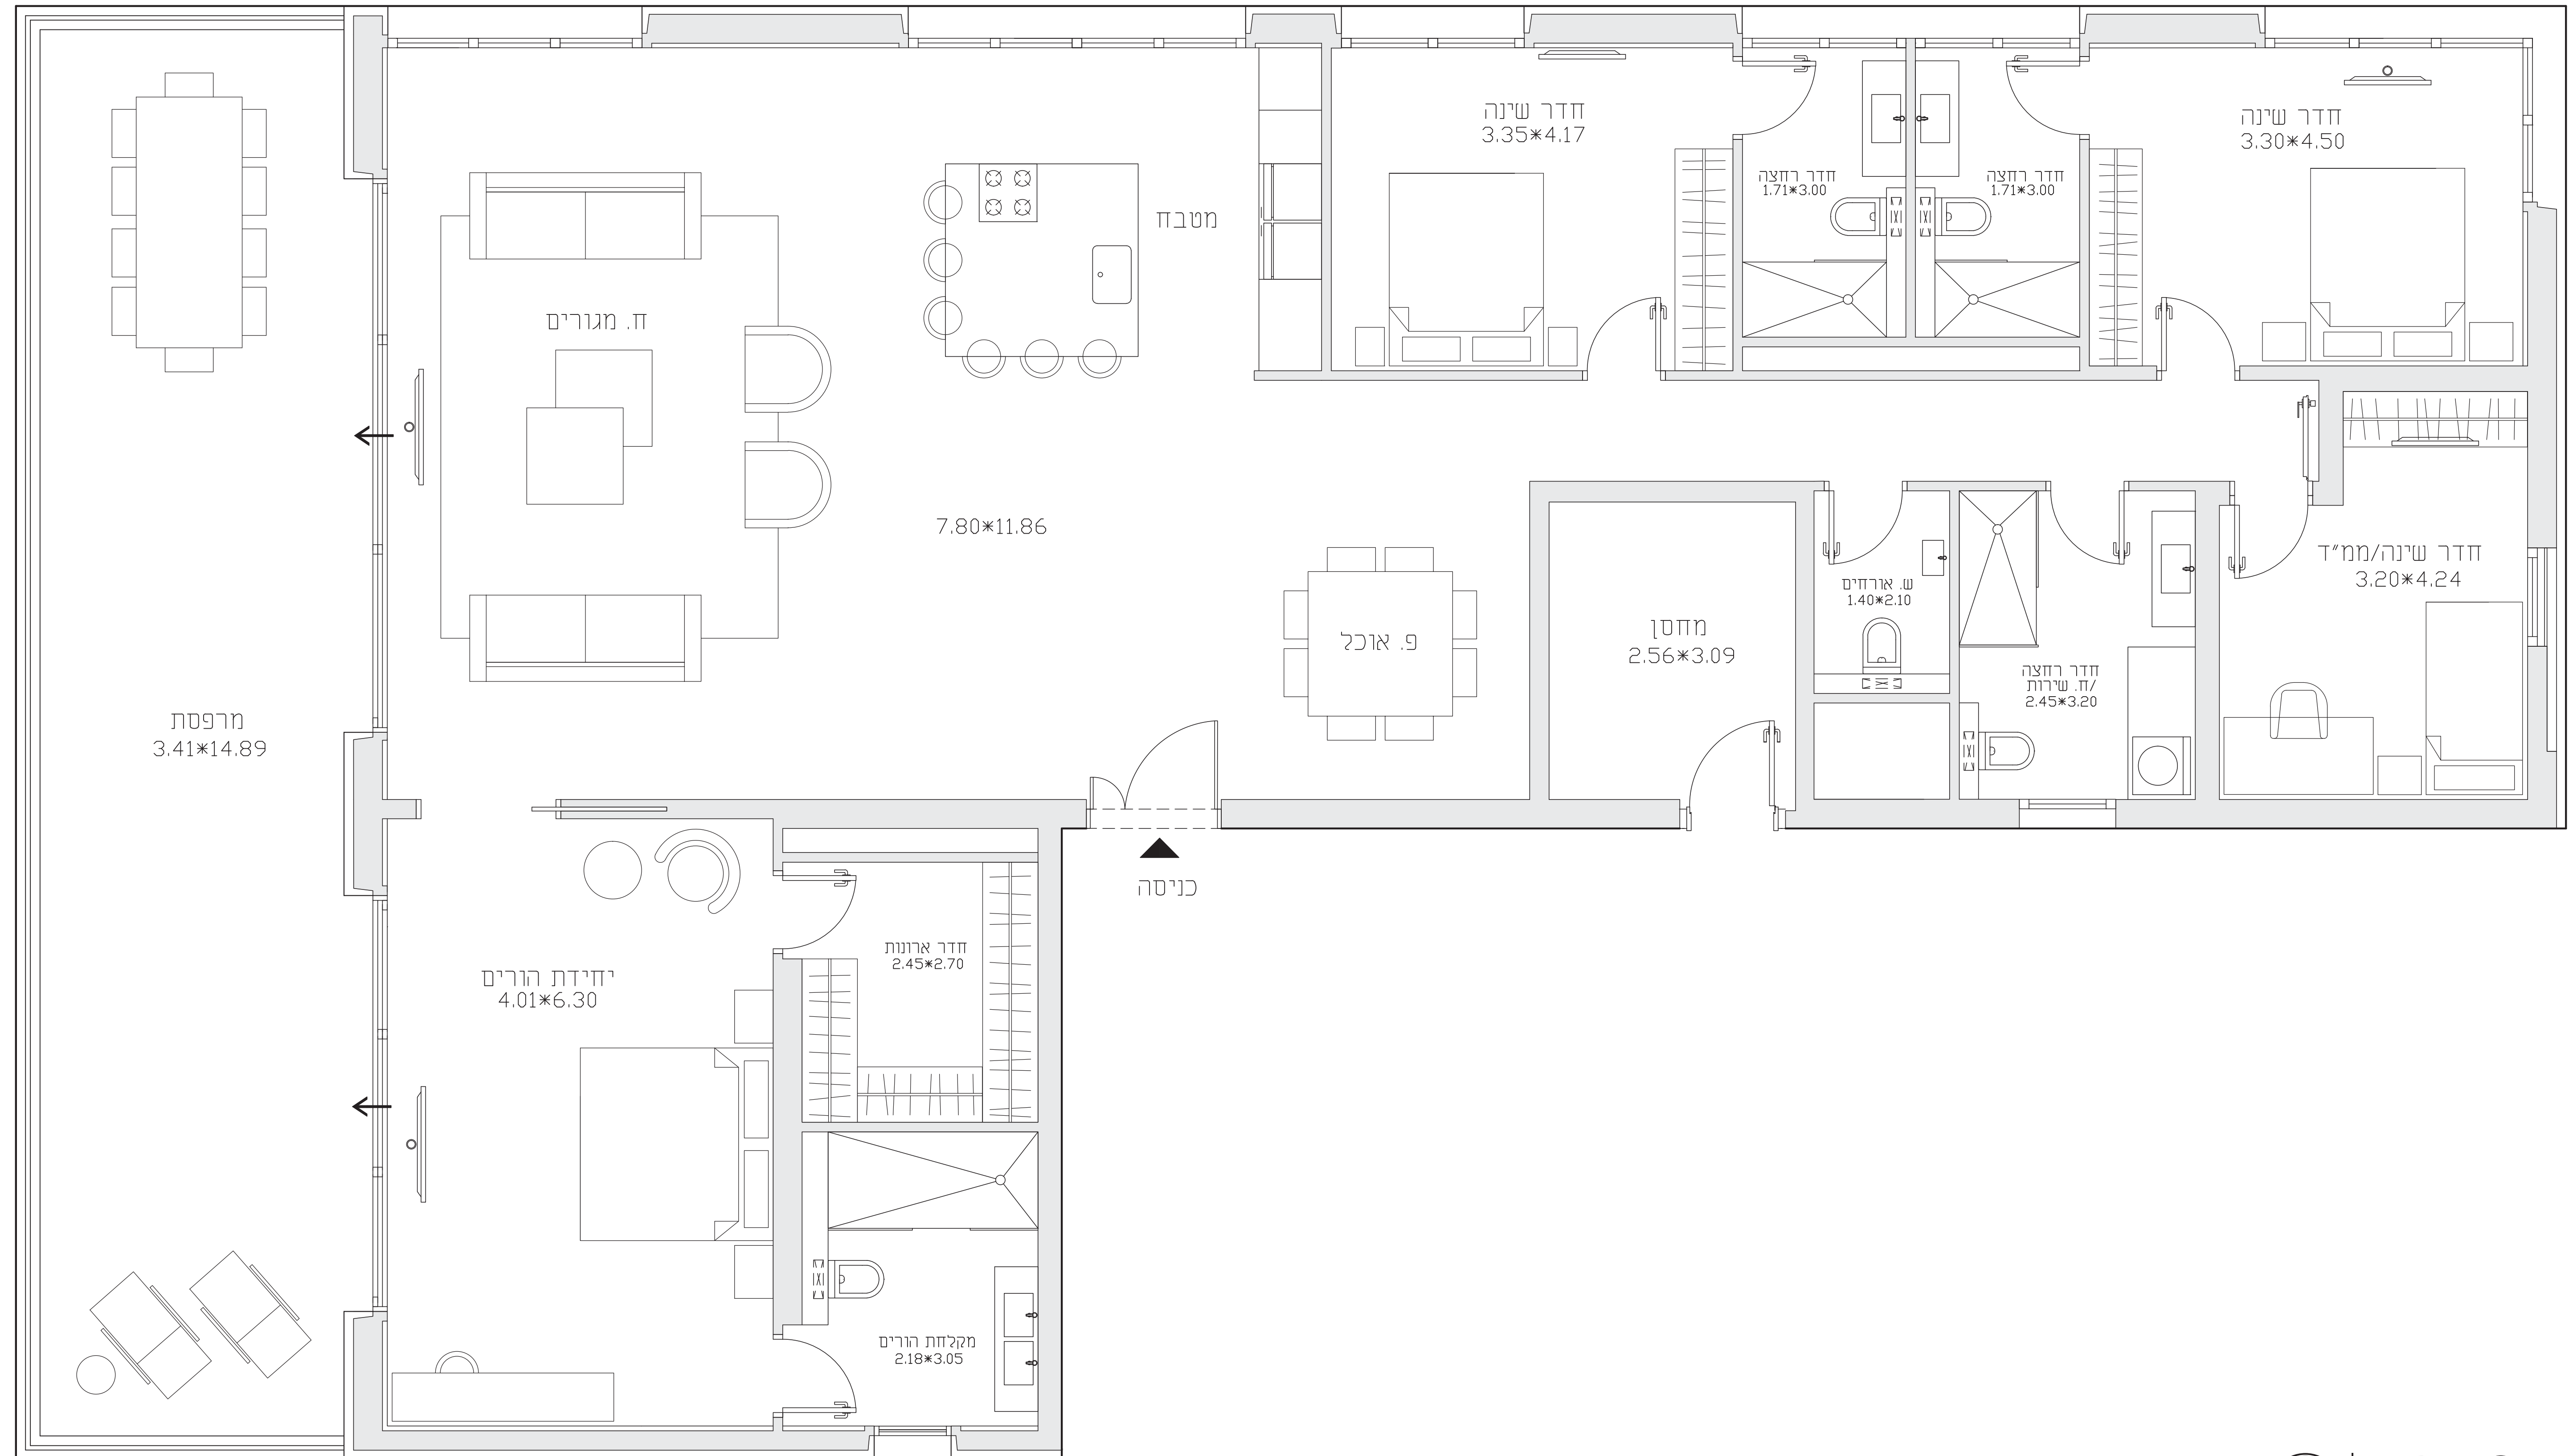 חדר שינה
3.30*4.50
חדר רחצה
1.71*3.00
חדר רחצה
1.71*3.00
חדר שינה
3.35*4.17
מטבח
ח. מגורים
7.80*11.86
פ. אוכל
מחסן
2.56*3.09
ש. אורחים
1.40*2.10
חדר רחצה
/ח. שירות
2.45*3.20
חדר שינה/ממ״ד
3.20*4.24
מרפסת
3.41*14.89
כניסה
חדר ארונות
2.45*2.70
יחידת הורים
4.01*6.30
מקלחת הורים
2.18*3.05